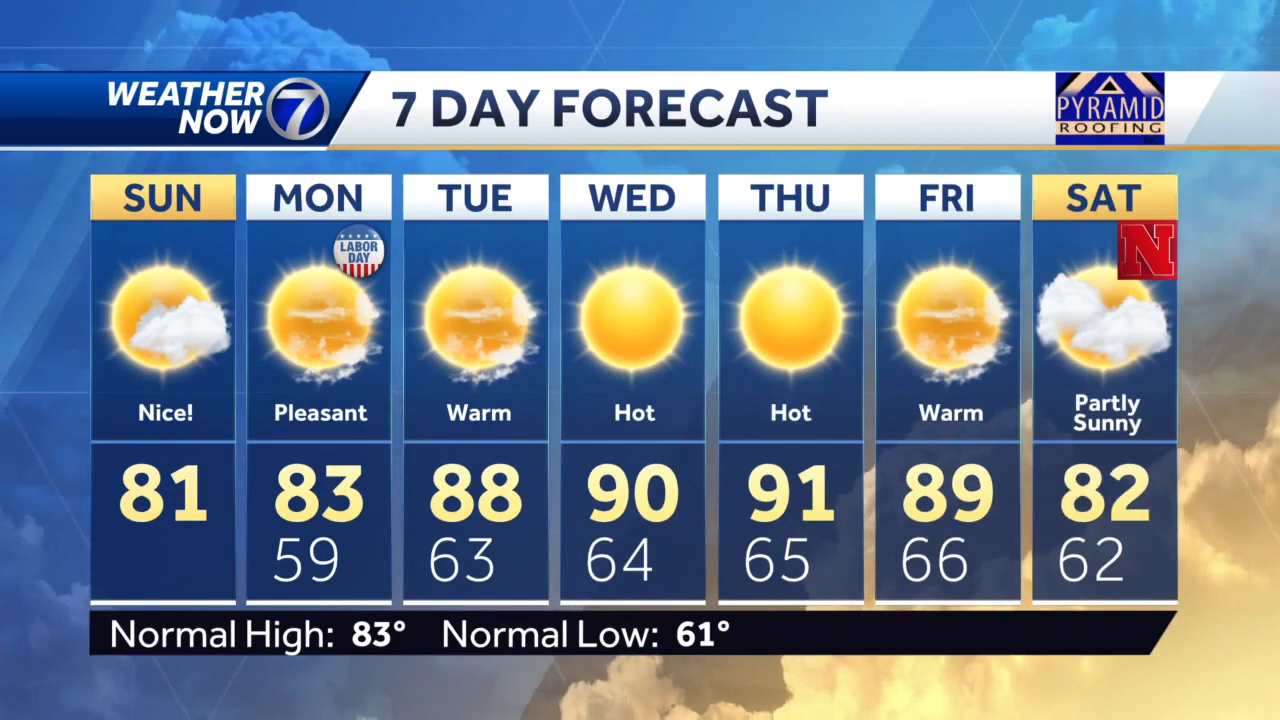 WEATHER
NOW
7
7 DAY FORECAST
PYRAMID
ROOFING
SUN MON TUE WED THU FRI SAT
LABOR
DAY
N
Nice! Pleasant Warm Hot Hot Warm Partly
Sunny
81 83 88 90 91 89 82
59 63 64 65 66 62
Normal High: 83° Normal Low: 61°